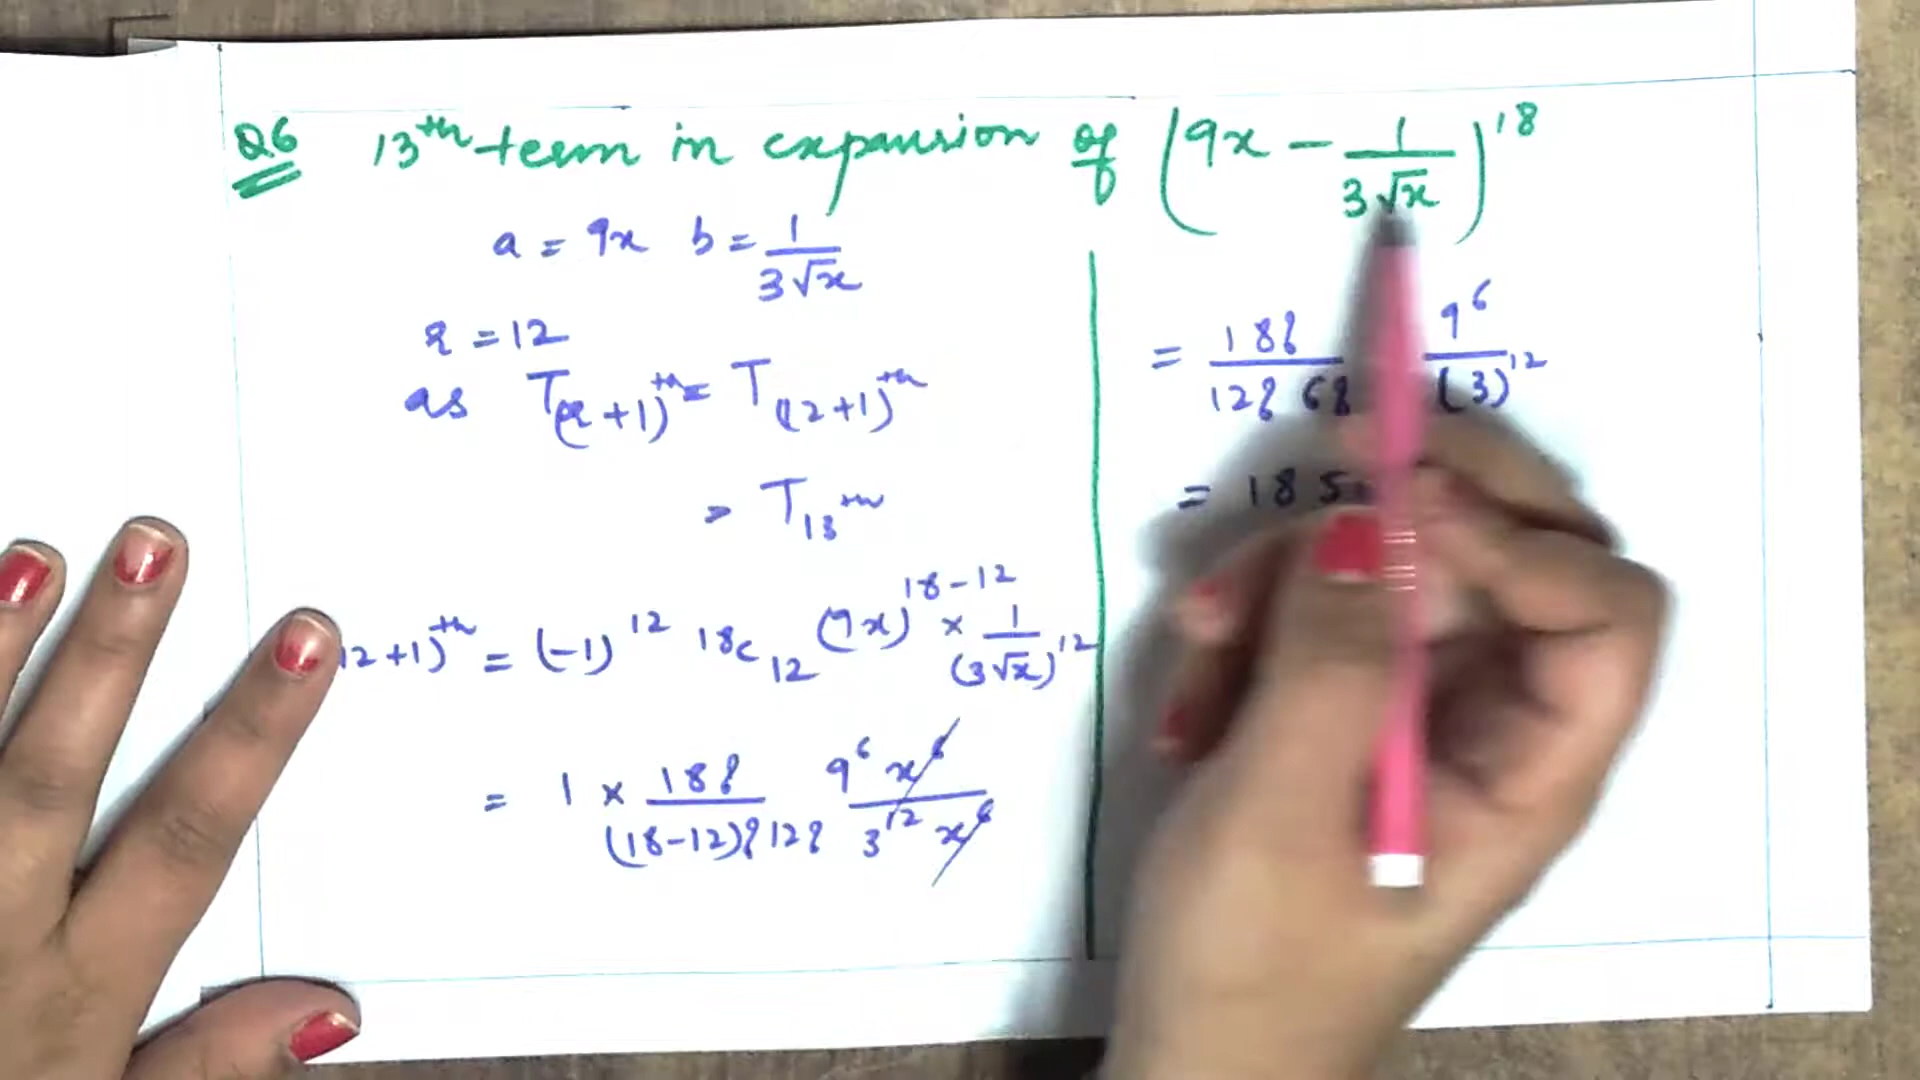 Q6 13th term in expansion of (9x - 1/(3√x))^18
a = 9x b = 1/(3√x)
r = 12
as T(r+1)th = T(12+1)th
= T13th
12+1)th = (-1)^12 18c12 (9x)^(18-12) × 1/(3√x)^12
= 1 × 18!/((18-12)! 12!) 9^6 x^6/(3^12 x^6)
= 18!/(12! 6!) 9^6/(3)^12
= 185